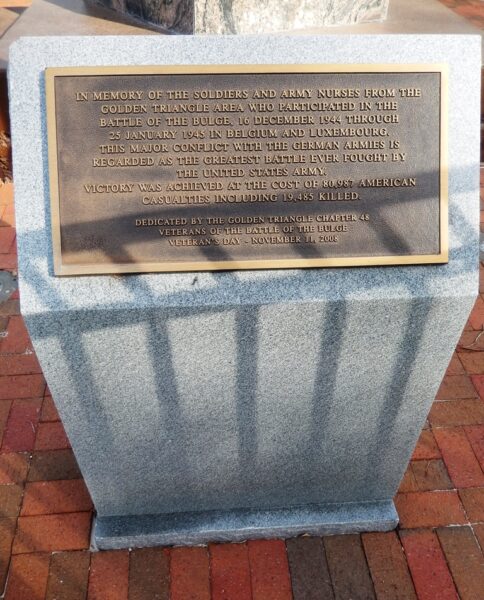 IN MEMORY OF THE SOLDIERS AND ARMY NURSES FROM THE
GOLDEN TRIANGLE AREA WHO PARTICIPATED IN THE
BATTLE OF THE BULGE, 16 DECEMBER 1944 THROUGH
25 JANUARY 1945 IN BELGIUM AND LUXEMBOURG.
THIS MAJOR CONFLICT WITH THE GERMAN ARMIES IS
REGARDED AS THE GREATEST BATTLE EVER FOUGHT BY
THE UNITED STATES ARMY.
VICTORY WAS ACHIEVED AT THE COST OF 80,987 AMERICAN
CASUALTIES INCLUDING 19,485 KILLED.
DEDICATED BY THE GOLDEN TRIANGLE CHAPTER 48
VETERANS OF THE BATTLE OF THE BULGE
VETERAN'S DAY - NOVEMBER 11, 2008